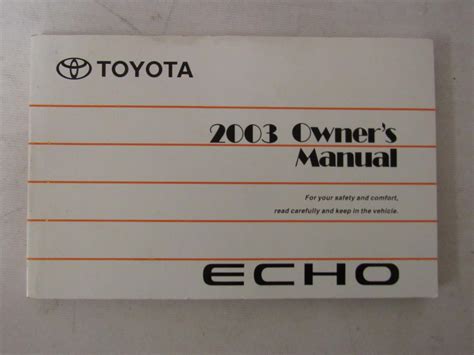 TOYOTA
2003 Owner's
Manual
For your safety and comfort,
read carefully and keep in the vehicle.
ECHO